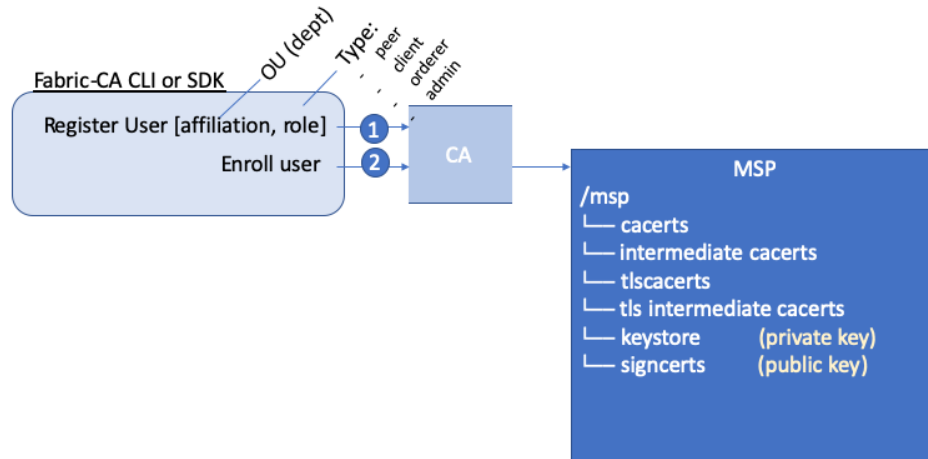 OU (dept)
Type:
- peer
- client
- orderer
- admin
Fabric-CA CLI or SDK
Register User [affiliation, role]
1
Enroll user
2
CA
MSP
/msp
└── cacerts
└── intermediate cacerts
└── tlscacerts
└── tls intermediate cacerts
└── keystore (private key)
└── signcerts (public key)